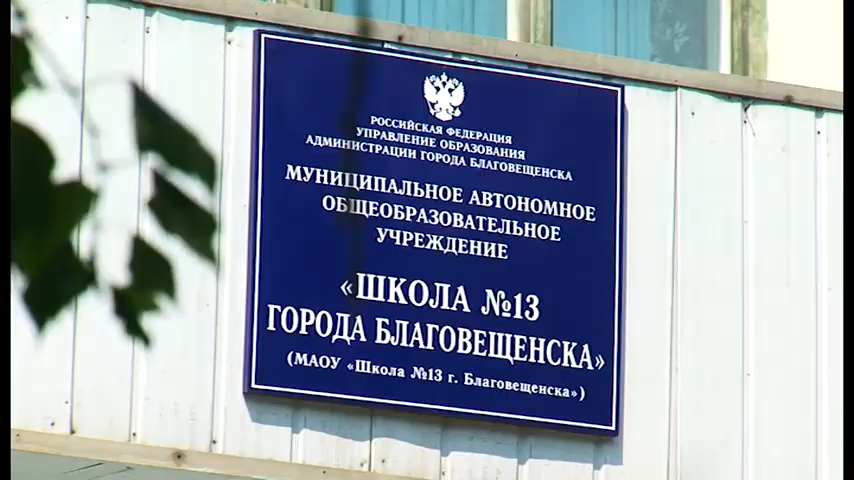 РОССИЙСКАЯ ФЕДЕРАЦИЯ
УПРАВЛЕНИЕ ОБРАЗОВАНИЯ
АДМИНИСТРАЦИИ ГОРОДА БЛАГОВЕЩЕНСКА
МУНИЦИПАЛЬНОЕ АВТОНОМНОЕ
ОБЩЕОБРАЗОВАТЕЛЬНОЕ
УЧРЕЖДЕНИЕ
«ШКОЛА №13
ГОРОДА БЛАГОВЕЩЕНСКА»
(МАОУ «Школа №13 г. Благовещенска»)